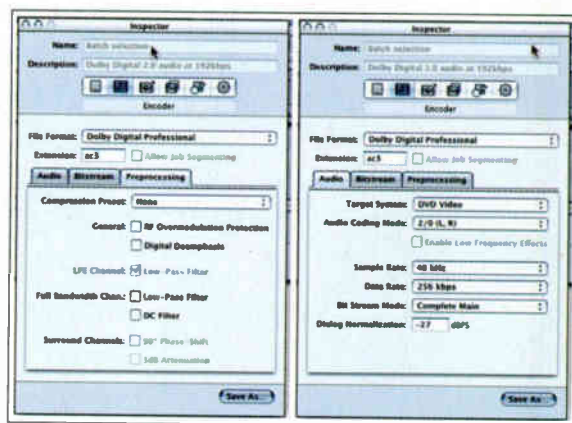 Inspector
Name: Batch selection
Description: Dolby Digital 2.0 audio at 192kbps
Encoder
File Format: Dolby Digital Professional
Extension: ac3 Allow Job Segmenting
Audio Bitstream Preprocessing
Compression Preset: None
General: RF Overmodulation Protection
Digital Deemphasis
LFE Channel: Low-Pass Filter
Full Bandwidth Chan.: Low-Pass Filter
DC Filter
Surround Channels: 90° Phase-Shift
3dB Attenuation
Save As...
Inspector
Name: Batch selection
Description: Dolby Digital 2.0 audio at 192kbps
Encoder
File Format: Dolby Digital Professional
Extension: ac3 Allow Job Segmenting
Audio Bitstream Preprocessing
Target System: DVD Video
Audio Coding Mode: 2/0 (L, R)
Enable Low Frequency Effects
Sample Rate: 48 kHz
Data Rate: 256 kbps
Bit Stream Mode: Complete Main
Dialog Normalization: -27 dBFS
Save As...